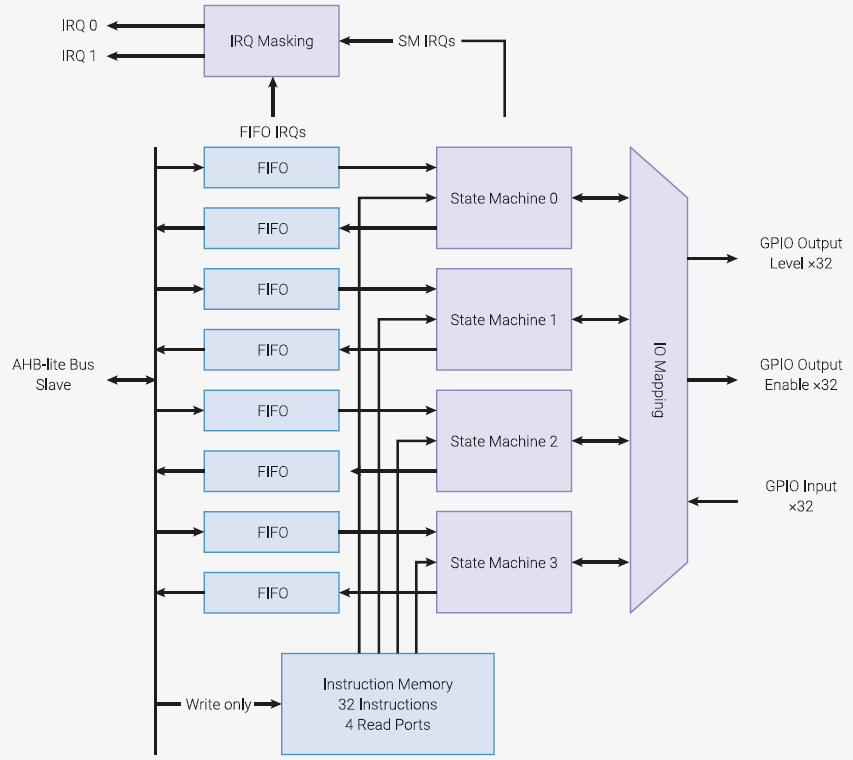 IRQ 0
IRQ 1
IRQ Masking
SM IRQs
FIFO IRQs
FIFO
FIFO
FIFO
FIFO
FIFO
FIFO
FIFO
FIFO
State Machine 0
State Machine 1
State Machine 2
State Machine 3
AHB-lite Bus
Slave
IO Mapping
GPIO Output
Level ×32
GPIO Output
Enable ×32
GPIO Input
×32
Write only
Instruction Memory
32 Instructions
4 Read Ports